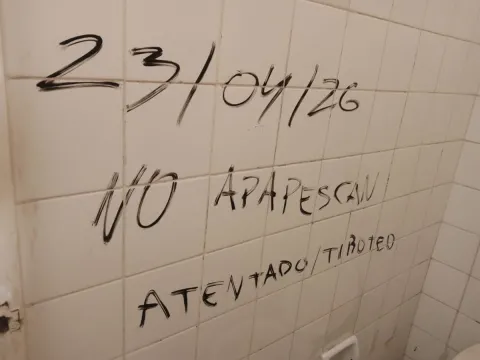 23/04/26
NO APAPESCAN!
ATENTADO/TIROTEO